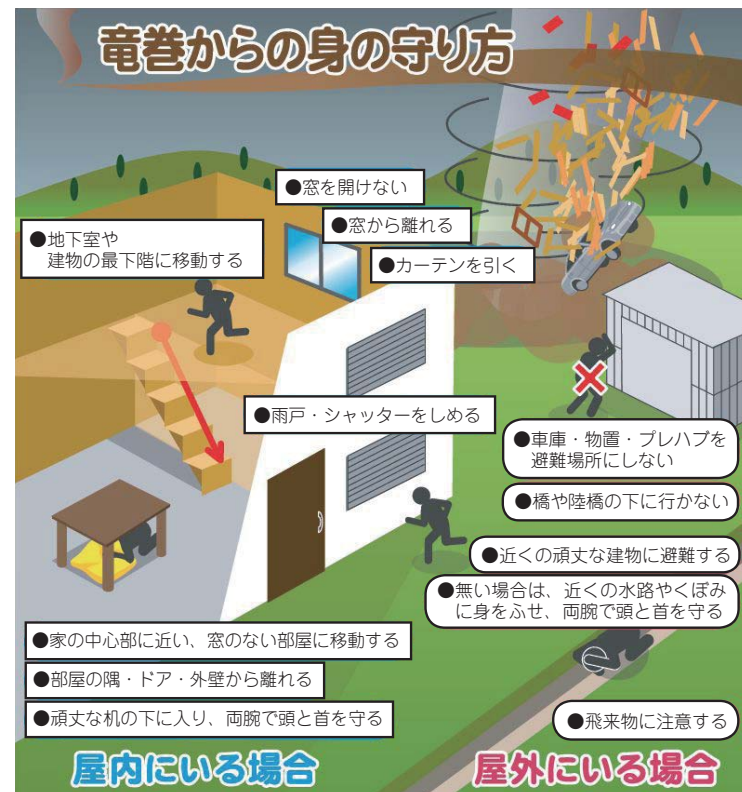 竜巻からの身の守り方
●窓を開けない
●窓から離れる
●カーテンを引く
●地下室や
建物の最下階に移動する
●雨戸・シャッターをしめる
●車庫・物置・プレハブを
避難場所にしない
●橋や陸橋の下に行かない
●近くの頑丈な建物に避難する
●無い場合は、近くの水路やくぼみ
に身をふせ、両腕で頭と首を守る
●家の中心部に近い、窓のない部屋に移動する
●部屋の隅・ドア・外壁から離れる
●頑丈な机の下に入り、両腕で頭と首を守る
●飛来物に注意する
屋内にいる場合
屋外にいる場合